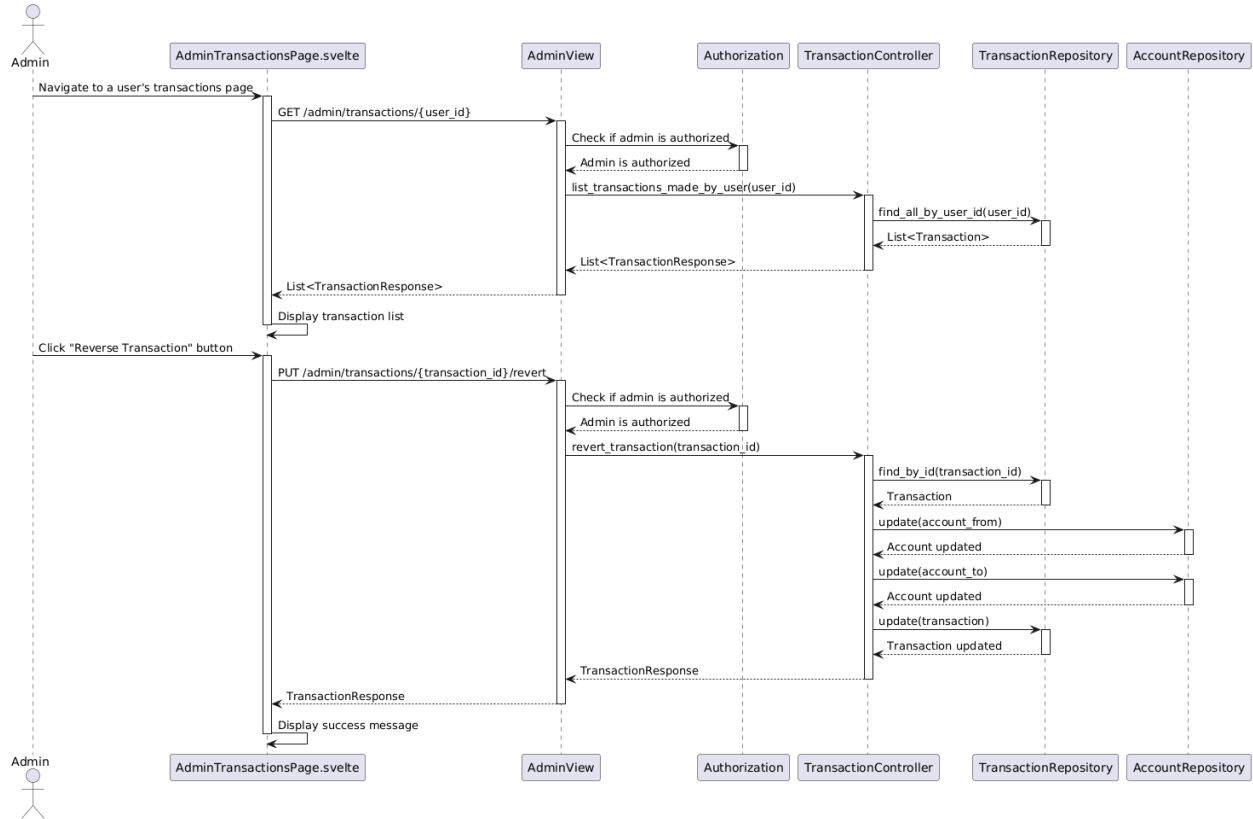 Admin
AdminTransactionsPage.svelte
AdminView
Authorization
TransactionController
TransactionRepository
AccountRepository
Navigate to a user's transactions page
GET /admin/transactions/{user_id}
Check if admin is authorized
Admin is authorized
list_transactions_made_by_user(user_id)
find_all_by_user_id(user_id)
List<Transaction>
List<TransactionResponse>
List<TransactionResponse>
Display transaction list
Click "Reverse Transaction" button
PUT /admin/transactions/{transaction_id}/revert
Check if admin is authorized
Admin is authorized
revert_transaction(transaction_id)
find_by_id(transaction_id)
Transaction
update(account_from)
Account updated
update(account_to)
Account updated
update(transaction)
Transaction updated
TransactionResponse
TransactionResponse
Display success message
Admin
AdminTransactionsPage.svelte
AdminView
Authorization
TransactionController
TransactionRepository
AccountRepository